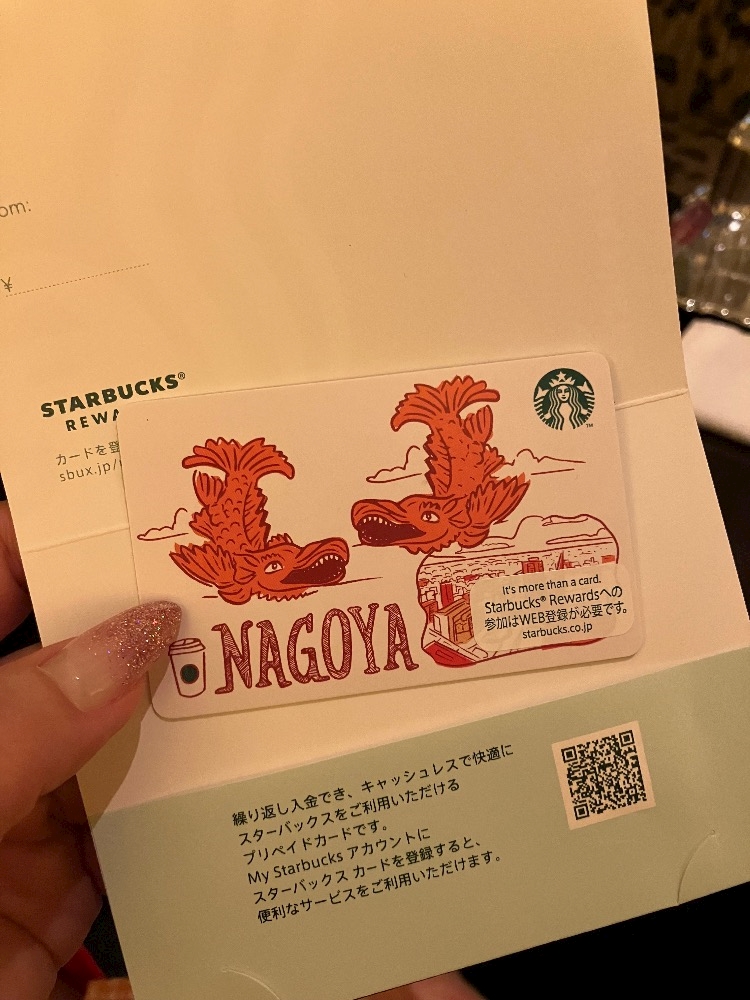 om:
¥
STARBUCKS®
REWA
カードを登
sbux.jp/
TM
It's more than a card.
Starbucks® Rewardsへの
参加はWEB登録が必要です。
starbucks.co.jp
NAGOYA
繰り返し入金でき、キャッシュレスで快適に
スターバックスをご利用いただける
プリペイドカードです。
My Starbucks アカウントに
スターバックス カードを登録すると、
便利なサービスをご利用いただけます。